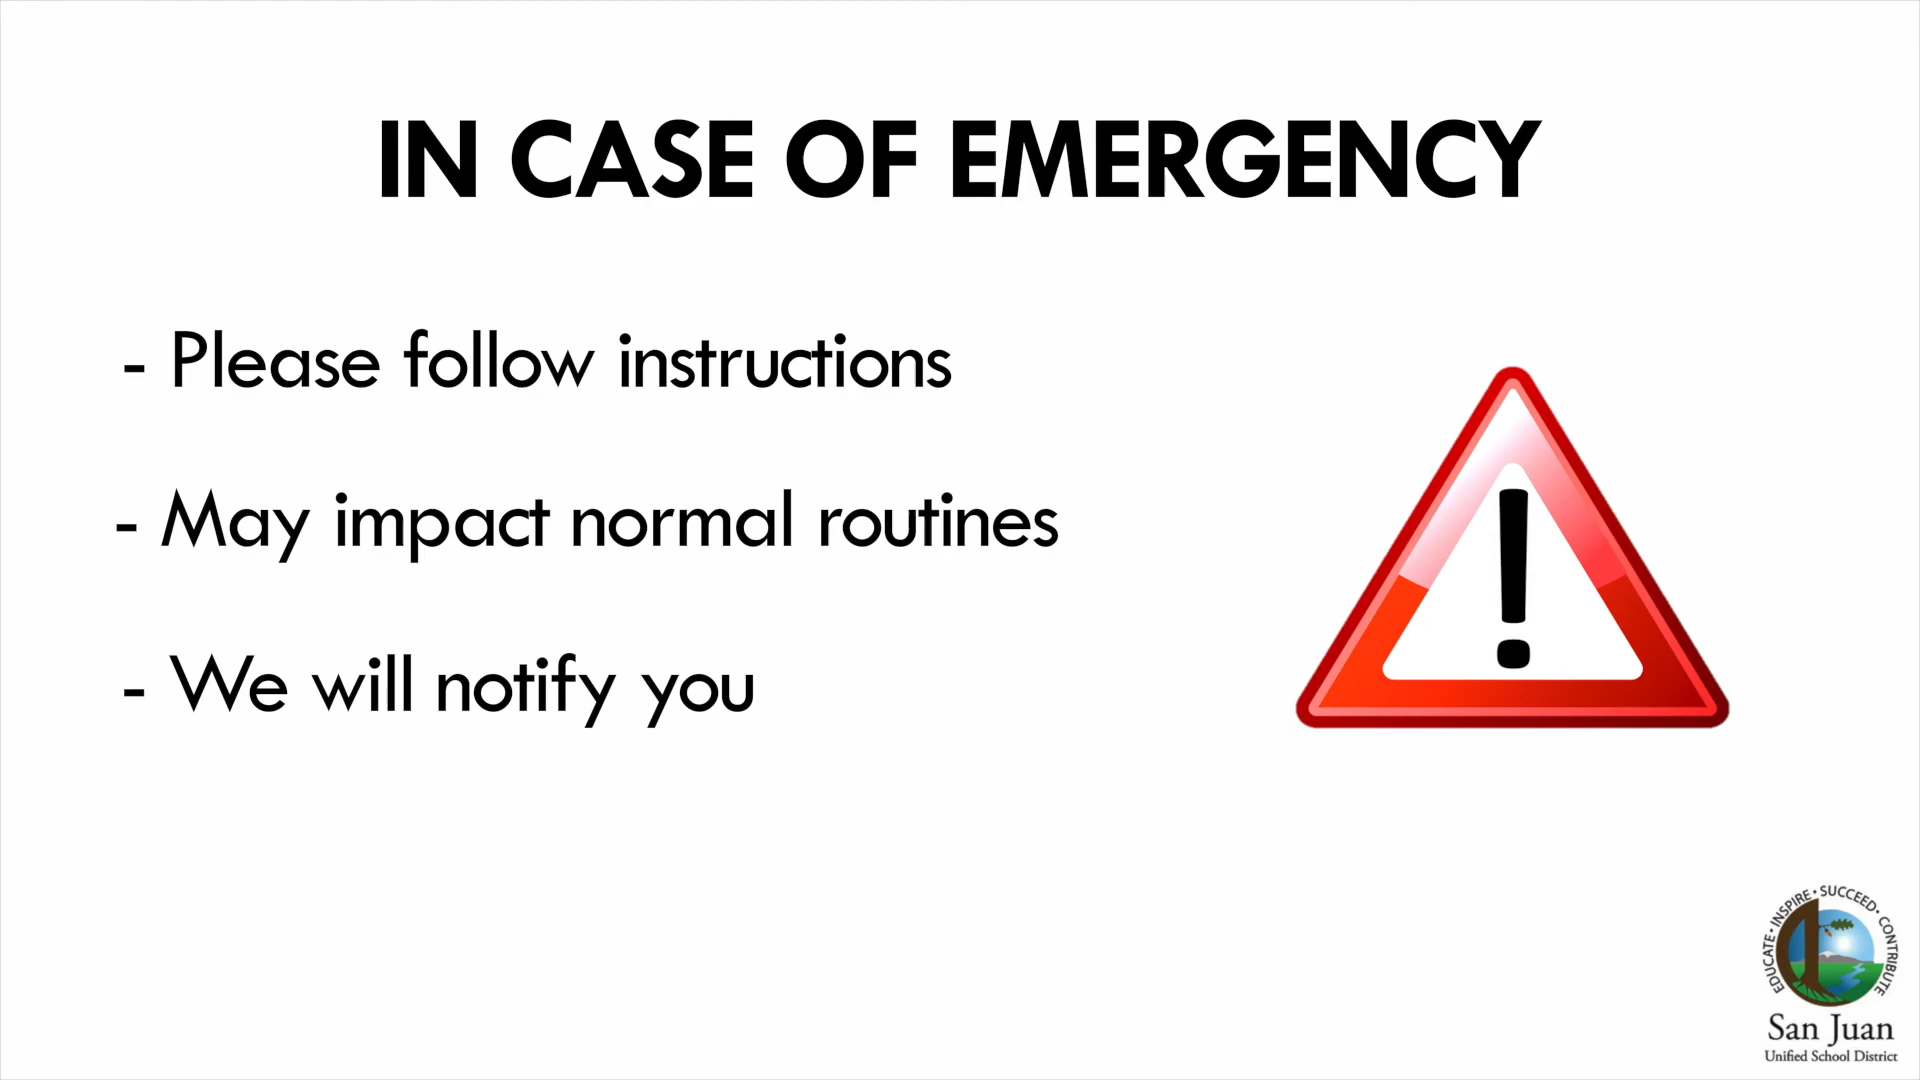 IN CASE OF EMERGENCY
- Please follow instructions
- May impact normal routines
- We will notify you
!
EDUCATE • INSPIRE • SUCCEED • CONTRIBUTE
San Juan
Unified School District